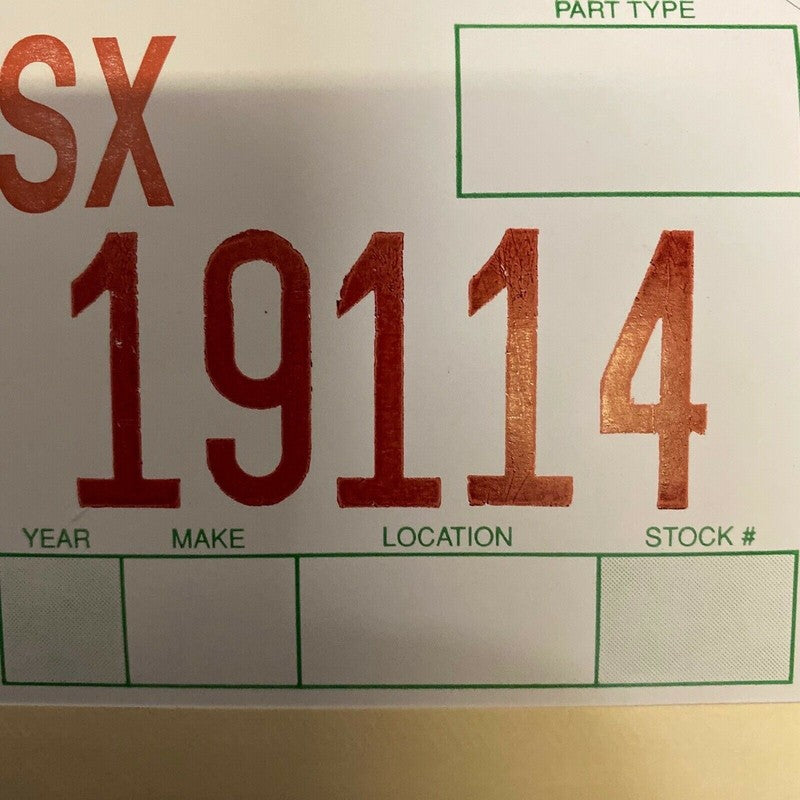 PART TYPE
SX
19114
YEAR MAKE LOCATION STOCK #